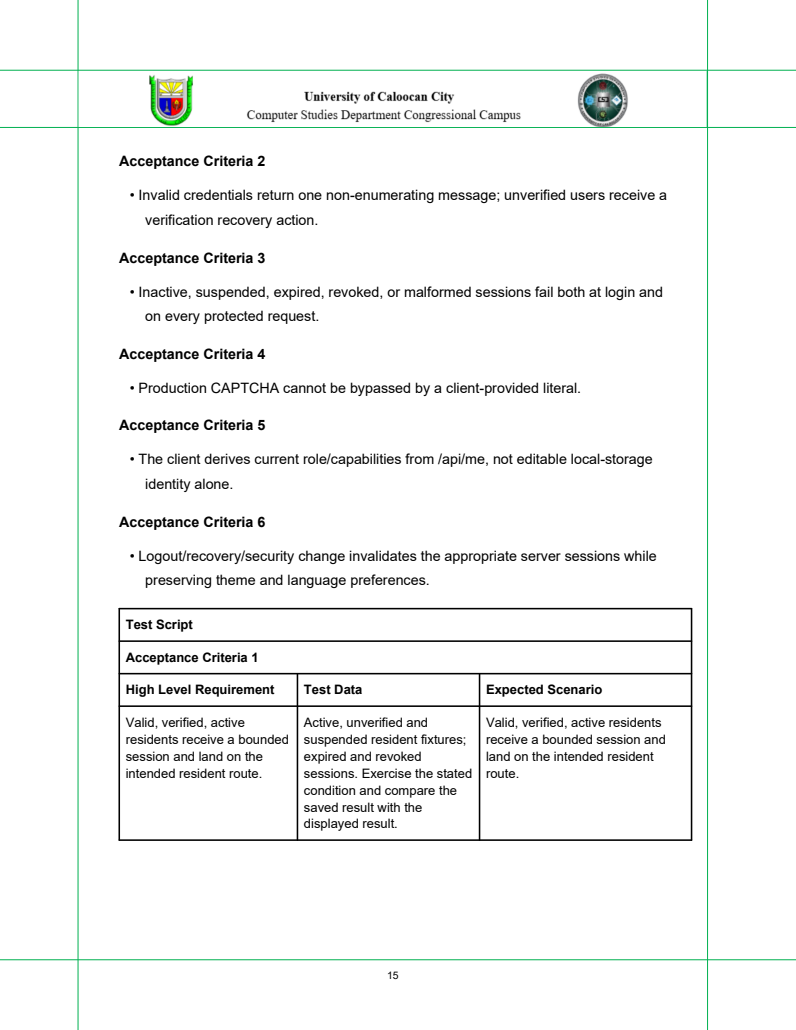 University of Caloocan City
Computer Studies Department Congressional Campus
Acceptance Criteria 2
• Invalid credentials return one non-enumerating message; unverified users receive a
verification recovery action.
Acceptance Criteria 3
• Inactive, suspended, expired, revoked, or malformed sessions fail both at login and
on every protected request.
Acceptance Criteria 4
• Production CAPTCHA cannot be bypassed by a client-provided literal.
Acceptance Criteria 5
• The client derives current role/capabilities from /api/me, not editable local-storage
identity alone.
Acceptance Criteria 6
• Logout/recovery/security change invalidates the appropriate server sessions while
preserving theme and language preferences.
Test Script
Acceptance Criteria 1
High Level Requirement
Test Data
Expected Scenario
Valid, verified, active
residents receive a bounded
session and land on the
intended resident route.
Active, unverified and
suspended resident fixtures;
expired and revoked
sessions. Exercise the stated
condition and compare the
saved result with the
displayed result.
Valid, verified, active residents
receive a bounded session and
land on the intended resident
route.
15